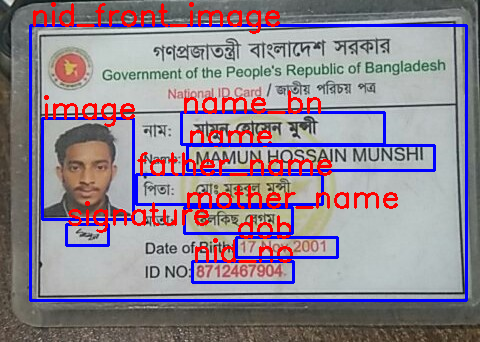 nid_front_image
গণপ্রজাতন্ত্রী বাংলাদেশ সরকার
Government of the People's Republic of Bangladesh
National ID Card / জাতীয় পরিচয় পত্র
image
name_bn
নাম: মামুন হোসেন মুন্সী
name
Name: MAMUN HOSSAIN MUNSHI
father_name
পিতা: মোঃ মকবুল মুন্সী
mother_name
signature
মাতা: বিলকিছ বেগম
dob
Date of Birth: 17 Nov 2001
nid_no
ID NO: 8712467904